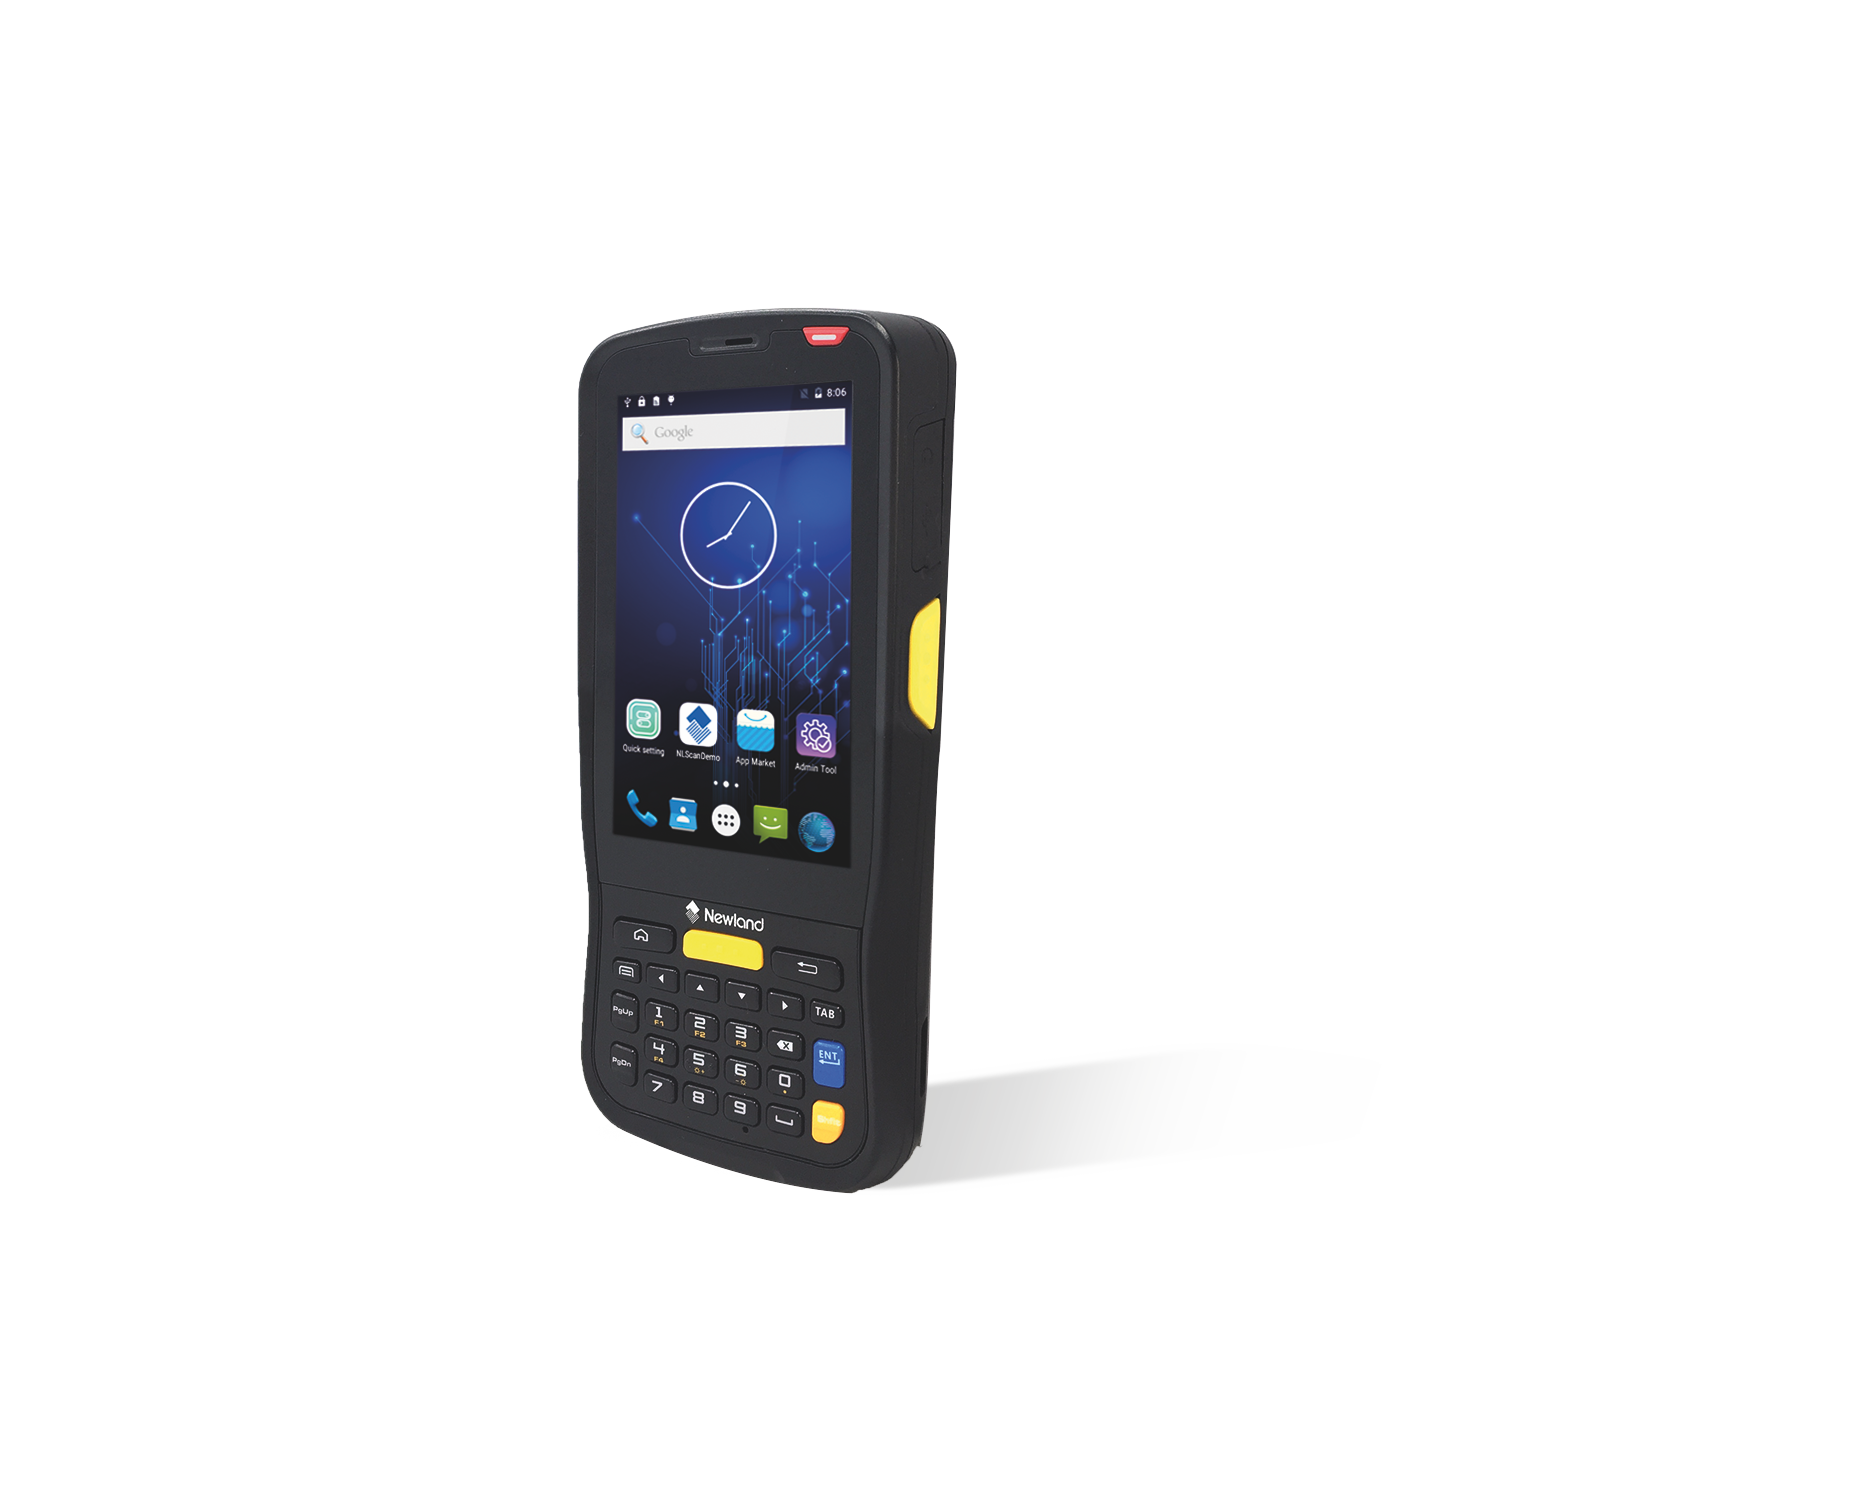 8:06
Google
Quick setting
NLScanDemo
App Market
Admin Tool
Newland
TAB
PgUp
1
F1
2
F2
3
F3
ENT
PgDn
4
F4
5
6
0
7
8
9